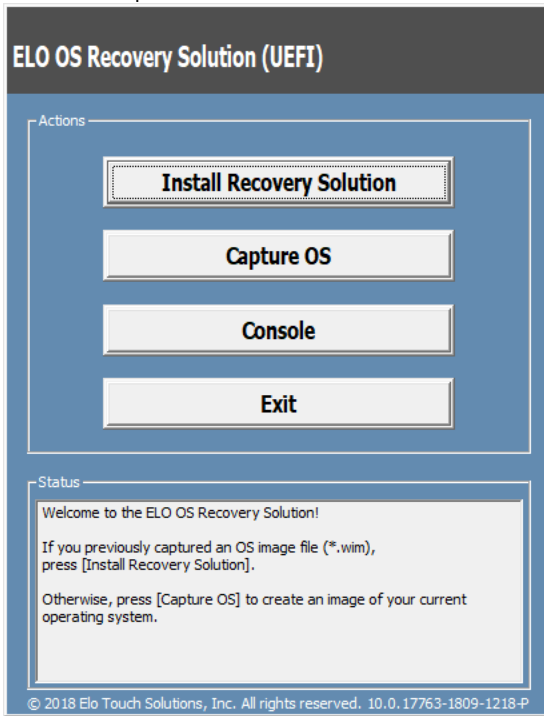 ELO OS Recovery Solution (UEFI)
Actions
Install Recovery Solution
Capture OS
Console
Exit
Status
Welcome to the ELO OS Recovery Solution!
If you previously captured an OS image file (*.wim),
press [Install Recovery Solution].
Otherwise, press [Capture OS] to create an image of your current
operating system.
© 2018 Elo Touch Solutions, Inc. All rights reserved. 10.0.17763-1809-1218-P